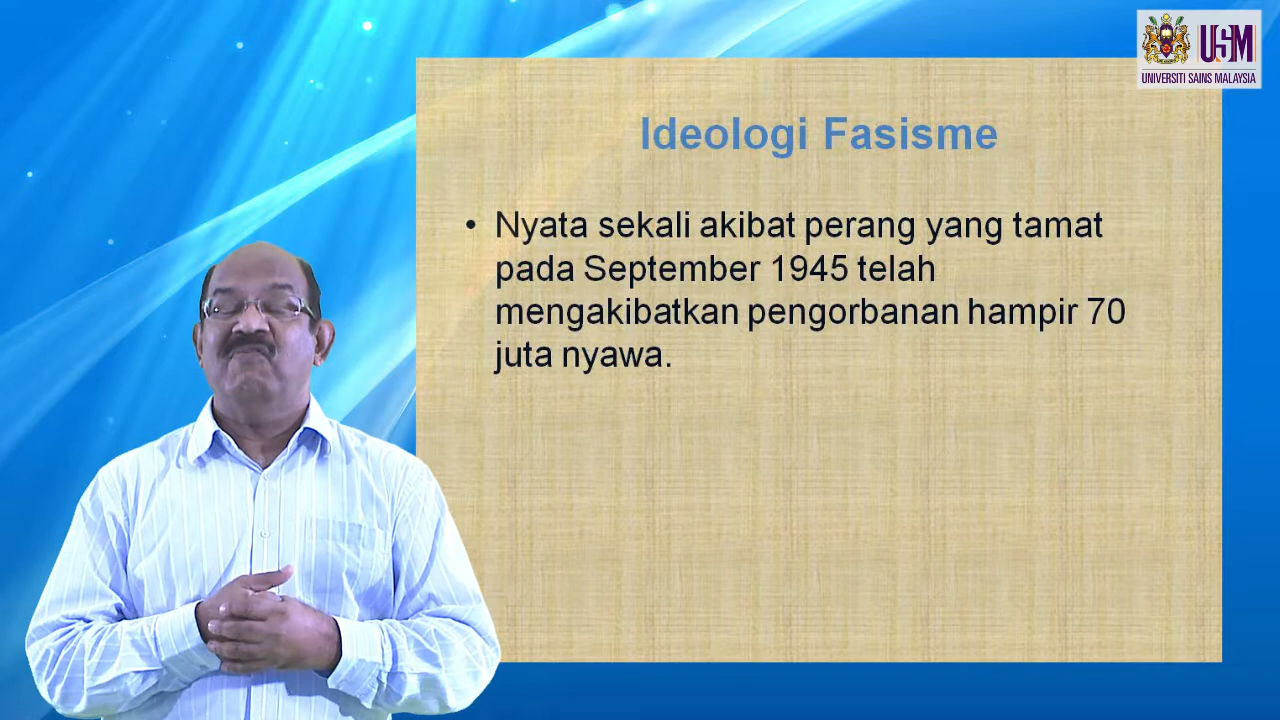 USM
UNIVERSITI SAINS MALAYSIA
Ideologi Fasisme
• Nyata sekali akibat perang yang tamat
pada September 1945 telah
mengakibatkan pengorbanan hampir 70
juta nyawa.